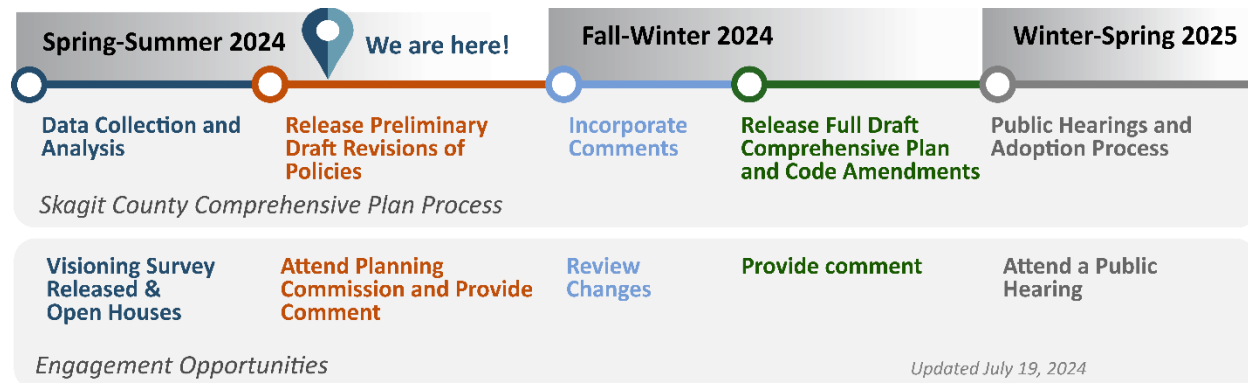 Spring-Summer 2024
We are here!
Fall-Winter 2024
Winter-Spring 2025
Data Collection and
Analysis
Release Preliminary
Draft Revisions of
Policies
Incorporate
Comments
Release Full Draft
Comprehensive Plan
and Code Amendments
Public Hearings and
Adoption Process
Skagit County Comprehensive Plan Process
Visioning Survey
Released &
Open Houses
Attend Planning
Commission and Provide
Comment
Review
Changes
Provide comment
Attend a Public
Hearing
Engagement Opportunities
Updated July 19, 2024